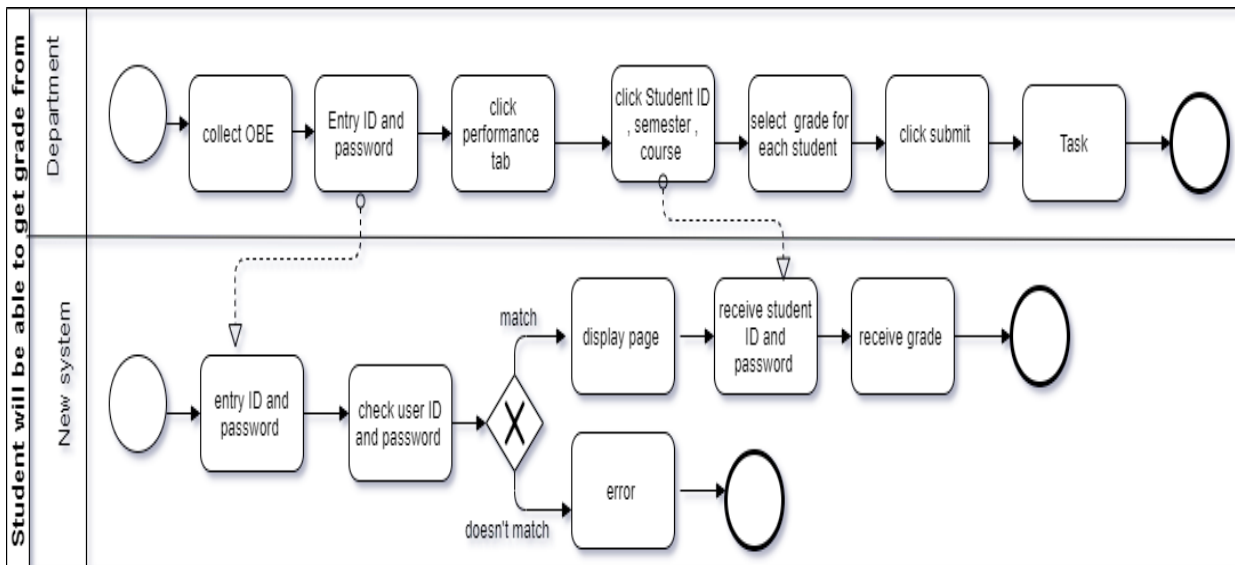 Student will be able to get grade from
Department
collect OBE
Entry ID and
password
click
performance
tab
click Student ID
, semester ,
course
select grade for
each student
click submit
Task
New system
entry ID and
password
check user ID
and password
match
doesn't match
display page
receive student
ID and
password
receive grade
error